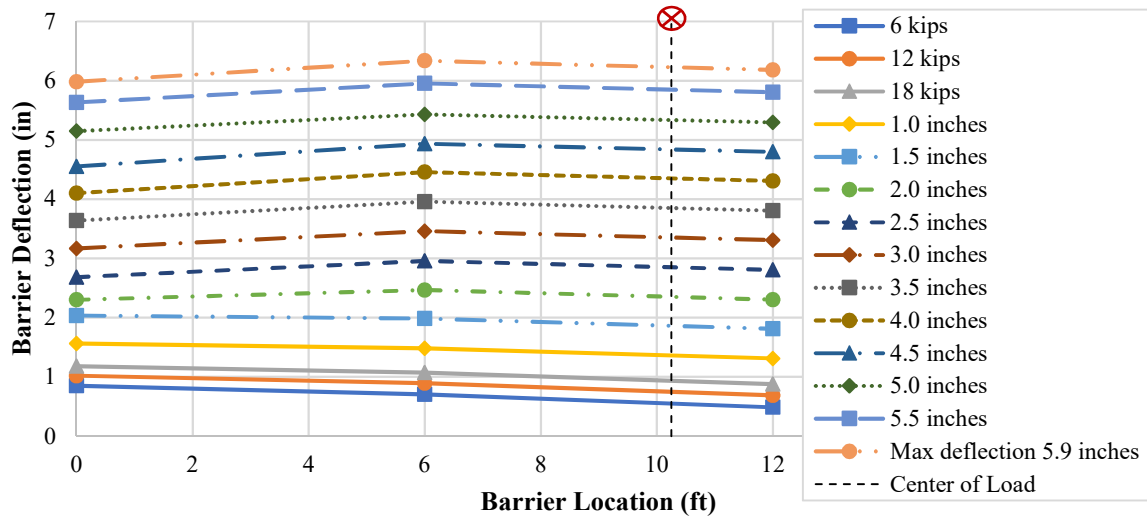 Barrier Deflection (in)
7
6
5
4
3
2
1
0
0 2 4 6 8 10 12
Barrier Location (ft)
6 kips
12 kips
18 kips
1.0 inches
1.5 inches
2.0 inches
2.5 inches
3.0 inches
3.5 inches
4.0 inches
4.5 inches
5.0 inches
5.5 inches
Max deflection 5.9 inches
Center of Load